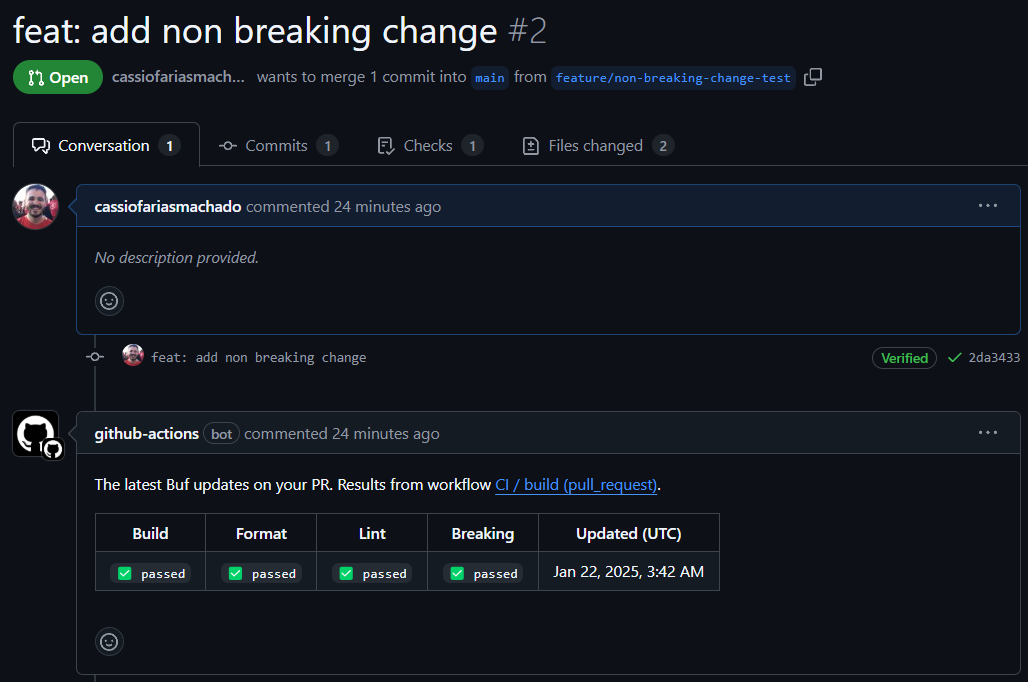 feat: add non breaking change #2
Open cassiofariasmach... wants to merge 1 commit into main from feature/non-breaking-change-test
Conversation 1 Commits 1 Checks 1 Files changed 2
cassiofariasmachado commented 24 minutes ago
No description provided.
feat: add non breaking change Verified 2da3433
github-actions bot commented 24 minutes ago
The latest Buf updates on your PR. Results from workflow CI / build (pull_request).
Build Format Lint Breaking Updated (UTC)
passed passed passed passed Jan 22, 2025, 3:42 AM